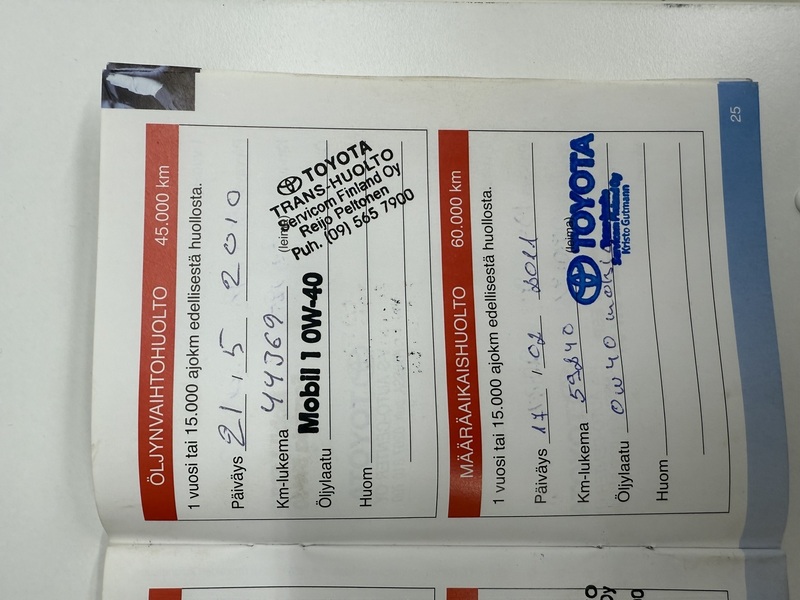 ÖLJYNVAIHTOHUOLTO 45.000 km
1 vuosi tai 15.000 ajokm edellisestä huollosta.
Päiväys 21 . 5 2010
Km-lukema 44369 (leima)
TOYOTA
TRANS-HUOLTO
Servicom Finland Oy
Reijo Peltonen
Puh. (09) 565 7900
Öljylaatu Mobil 1 0W-40
Huom
MÄÄRÄAIKAISHUOLTO 60.000 km
1 vuosi tai 15.000 ajokm edellisestä huollosta.
Päiväys 17 . 02 2011
Km-lukema (leima)
TOYOTA
Kristo Gutmann
Öljylaatu 0W40
Huom
25